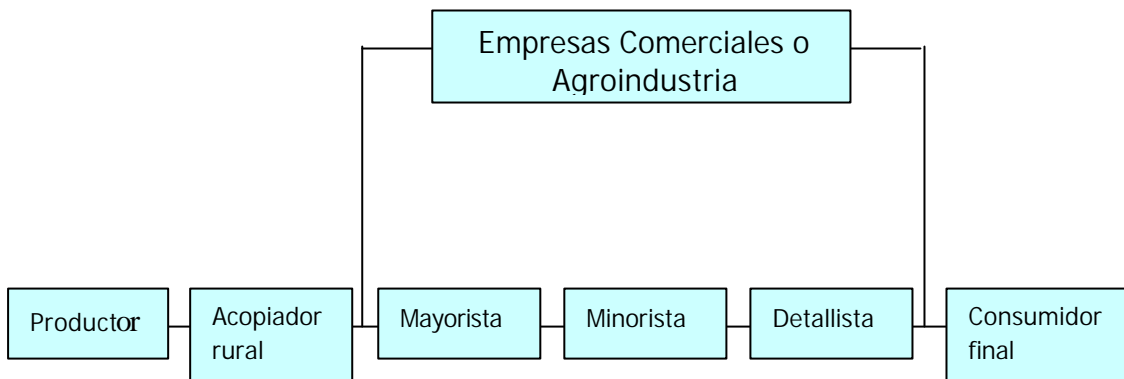 Empresas Comerciales o
Agroindustria
Productor
Acopiador
rural
Mayorista
Minorista
Detallista
Consumidor
final